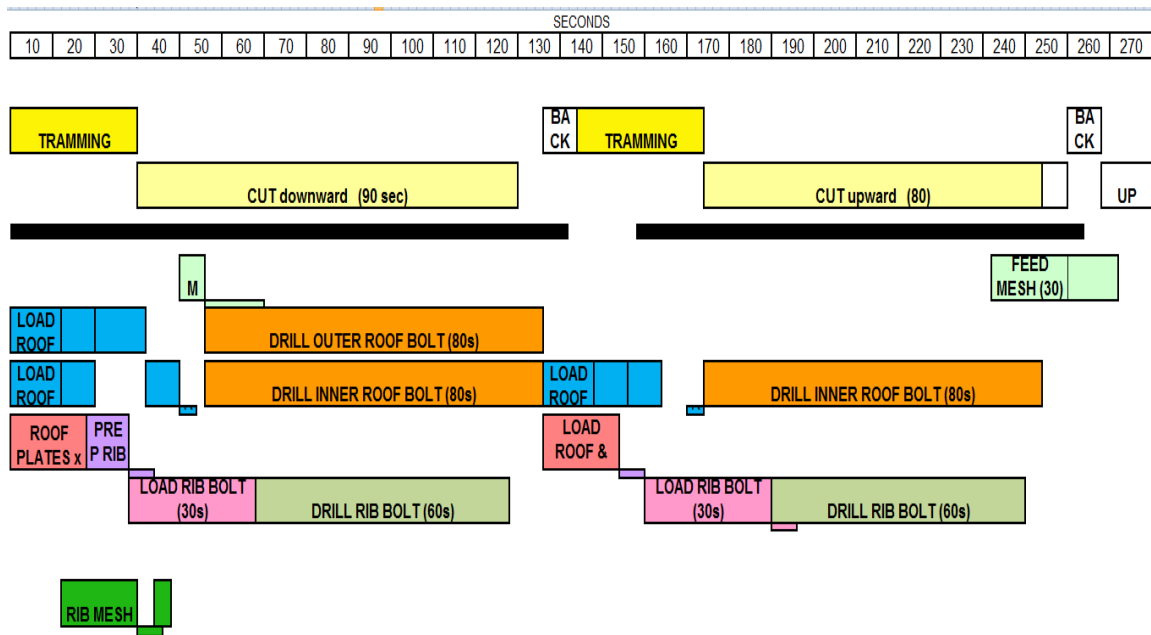 SECONDS
10 20 30 40 50 60 70 80 90 100 110 120 130 140 150 160 170 180 190 200 210 220 230 240 250 260 270
TRAMMING
BA
CK
TRAMMING
BA
CK
CUT downward (90 sec)
CUT upward (80)
UP
M
FEED
MESH (30)
LOAD
ROOF
DRILL OUTER ROOF BOLT (80s)
LOAD
ROOF
DRILL INNER ROOF BOLT (80s)
LOAD
ROOF
DRILL INNER ROOF BOLT (80s)
ROOF
PLATES x
PRE
P RIB
LOAD
ROOF &
LOAD RIB BOLT
(30s)
DRILL RIB BOLT (60s)
LOAD RIB BOLT
(30s)
DRILL RIB BOLT (60s)
RIB MESH